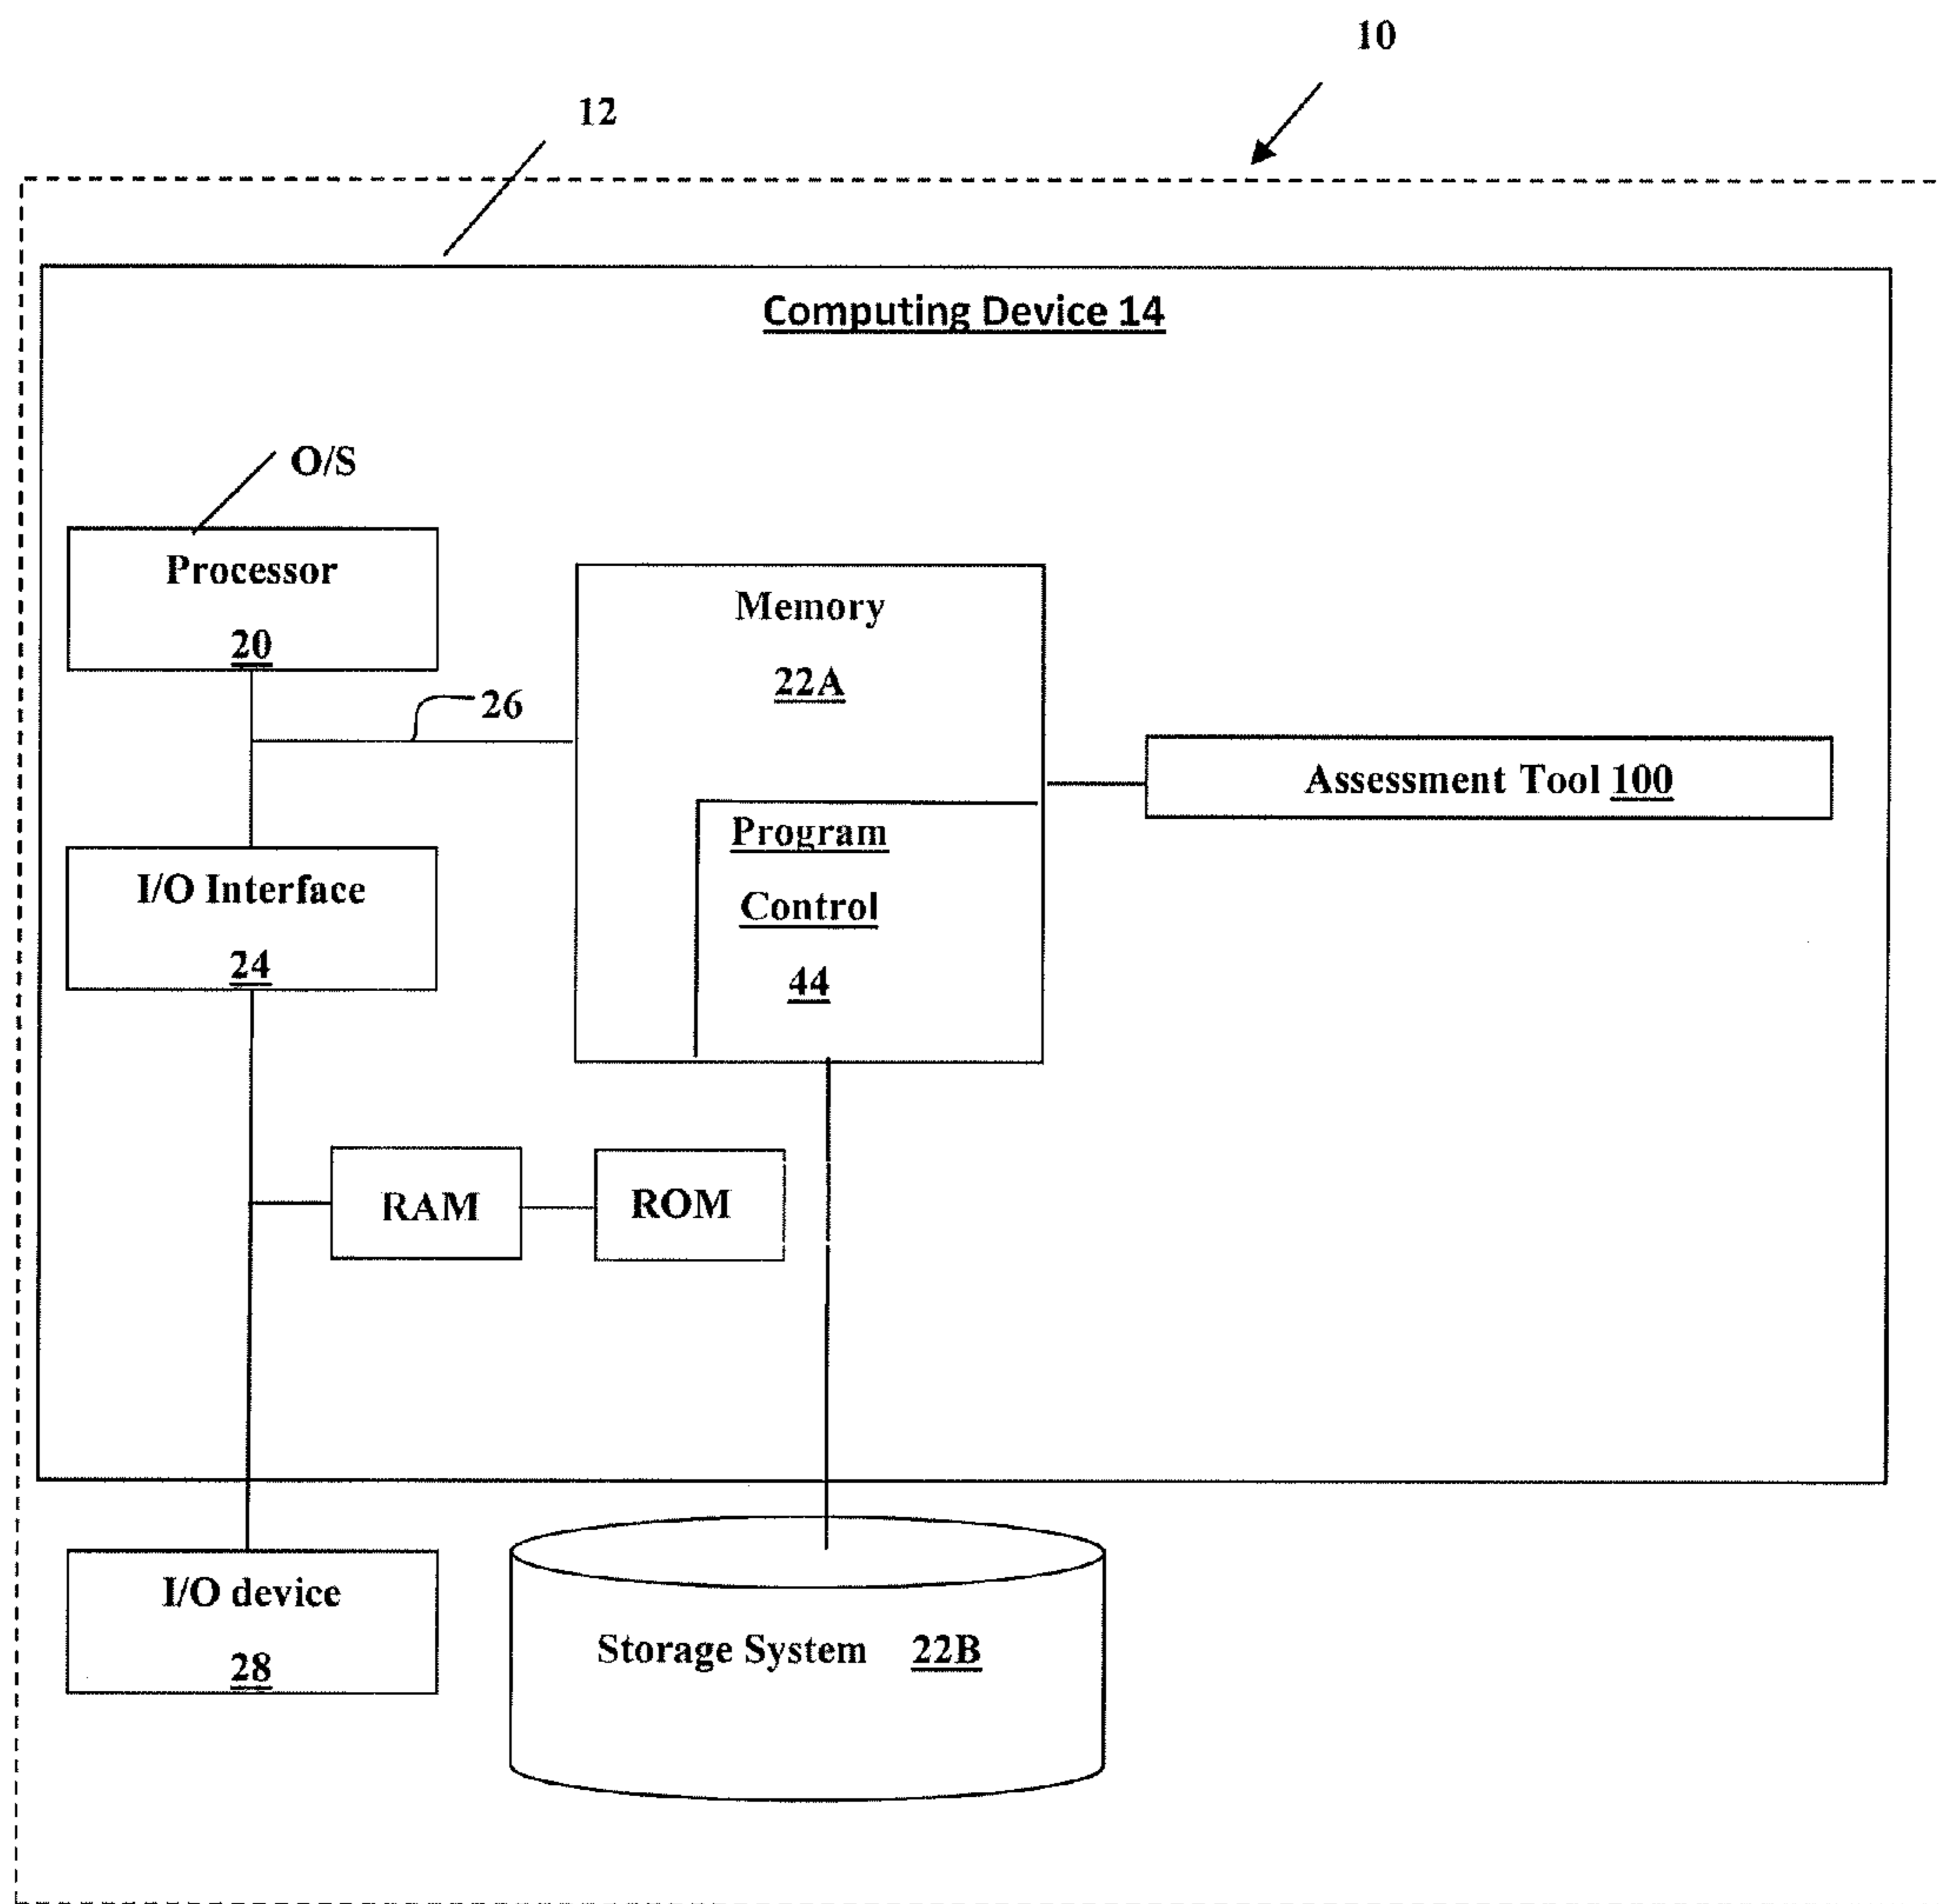 10
12
Computing Device 14
O/S
Processor
20
Memory
22A
26
Assessment Tool 100
Program
Control
44
I/O Interface
24
RAM
ROM
I/O device
28
Storage System 22B